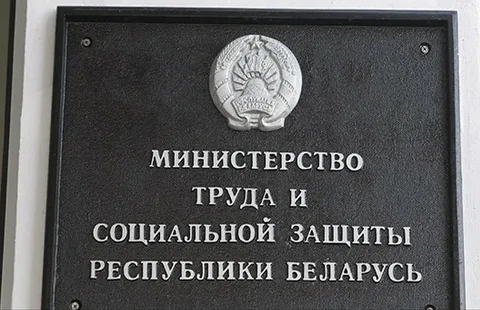 МИНИСТЕРСТВО
ТРУДА И
СОЦИАЛЬНОЙ ЗАЩИТЫ
РЕСПУБЛИКИ БЕЛАРУСЬ